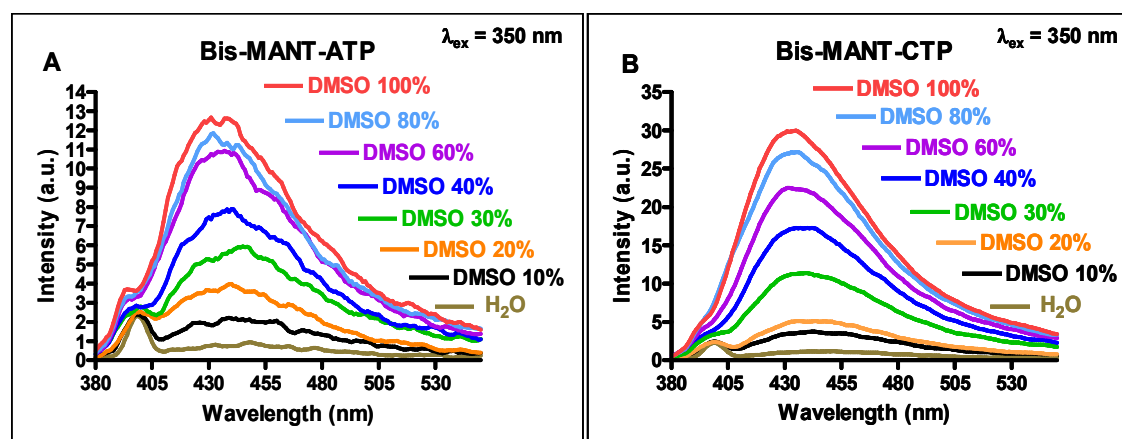 A
Bis-MANT-ATP
λex = 350 nm
DMSO 100%
DMSO 80%
DMSO 60%
DMSO 40%
DMSO 30%
DMSO 20%
DMSO 10%
H2O
Intensity (a.u.)
14
13
12
11
10
9
8
7
6
5
4
3
2
1
0
380 405 430 455 480 505 530
Wavelength (nm)
B
Bis-MANT-CTP
λex = 350 nm
DMSO 100%
DMSO 80%
DMSO 60%
DMSO 40%
DMSO 30%
DMSO 20%
DMSO 10%
H2O
Intensity (a.u.)
35
30
25
20
15
10
5
0
380 405 430 455 480 505 530
Wavelength (nm)